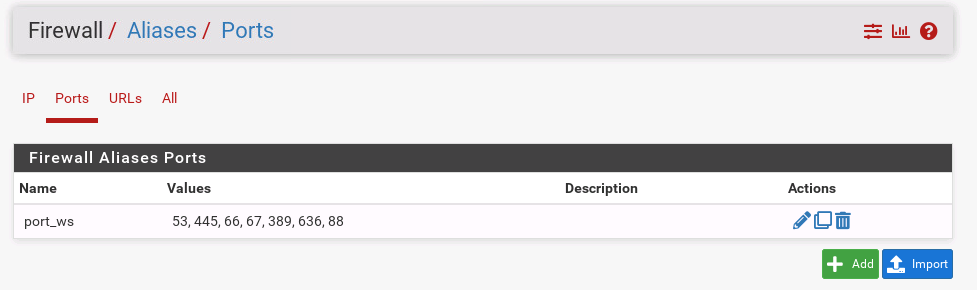 Firewall / Aliases / Ports
IP Ports URLs All
Firewall Aliases Ports
Name Values Description Actions
port_ws 53, 445, 66, 67, 389, 636, 88
Add Import